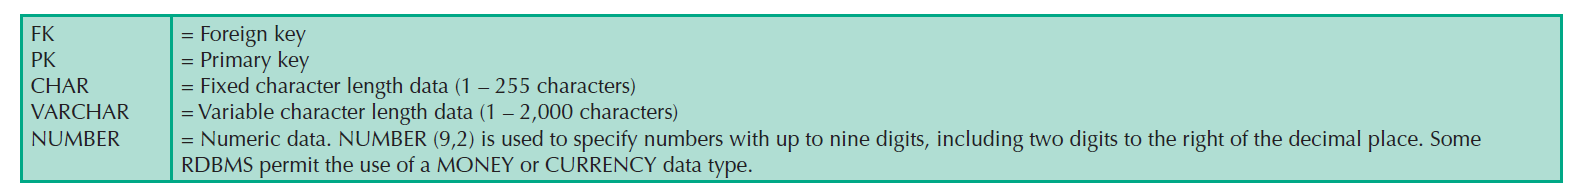 FK = Foreign key
PK = Primary key
CHAR = Fixed character length data (1 – 255 characters)
VARCHAR = Variable character length data (1 – 2,000 characters)
NUMBER = Numeric data. NUMBER (9,2) is used to specify numbers with up to nine digits, including two digits to the right of the decimal place. Some
RDBMS permit the use of a MONEY or CURRENCY data type.